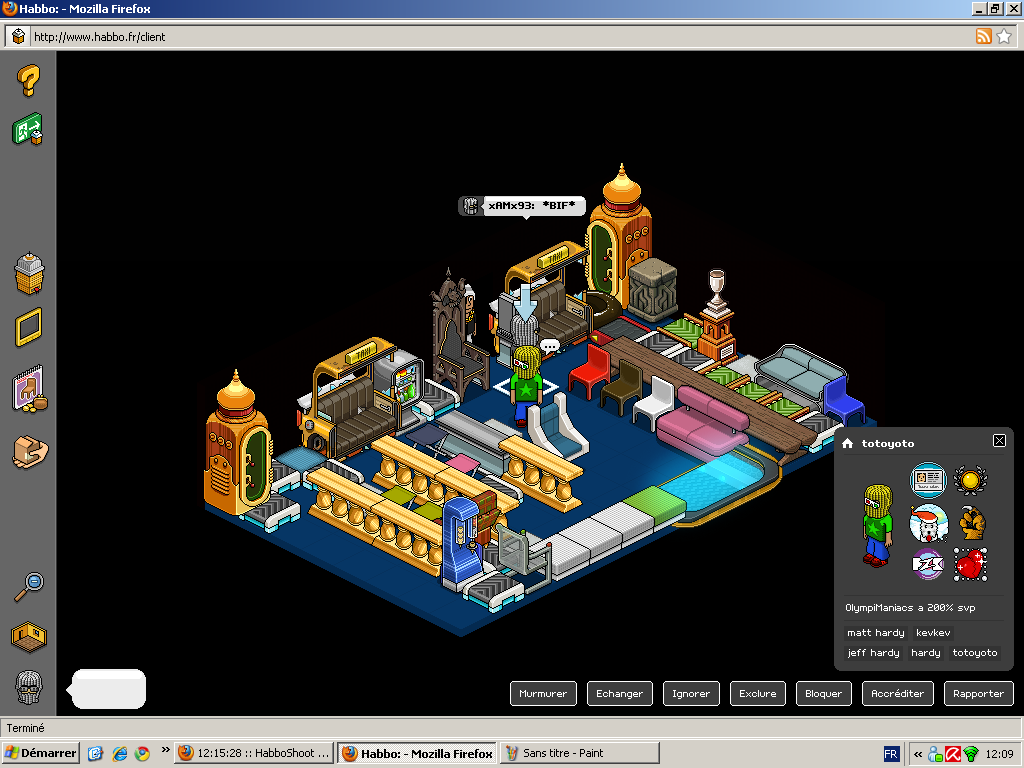 Habbo: - Mozilla Firefox
http://www.habbo.fr/client
xAMx93: *BIF*
TAXI
TAXI
totoyoto
OlympiManiacs a 200% svp
matt hardy kevkev
jeff hardy hardy totoyoto
Murmurer Echanger Ignorer Exclure Bloquer Accréditer Rapporter
Terminé
Démarrer » 12:15:28 :: HabboShoot ... Habbo: - Mozilla Firefox Sans titre - Paint FR « 12:09